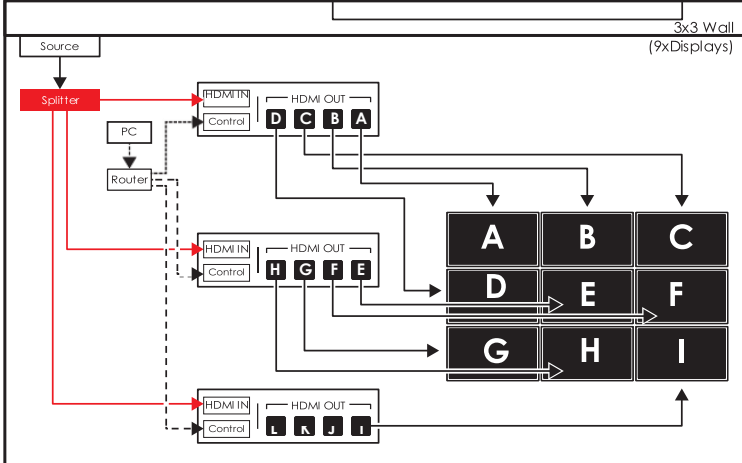 3x3 Wall
(9xDisplays)
Source
Splitter
HDMI IN
HDMI OUT
D C B A
Control
PC
Router
A B C
HDMI IN
HDMI OUT
H G F E
Control
D E F
G H I
HDMI IN
HDMI OUT
L K J I
Control